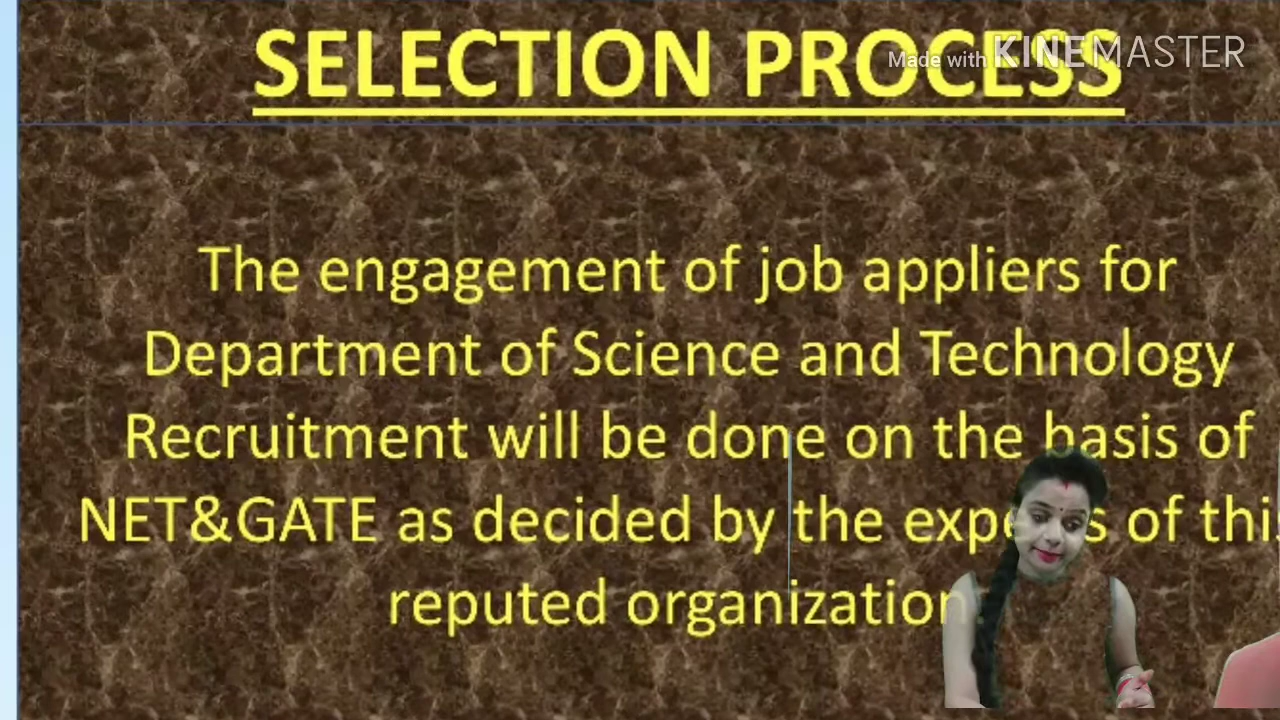 SELECTION PROCESS
Made with KINEMASTER
The engagement of job appliers for
Department of Science and Technology
Recruitment will be done on the basis of
NET&GATE as decided by the of
reputed organization